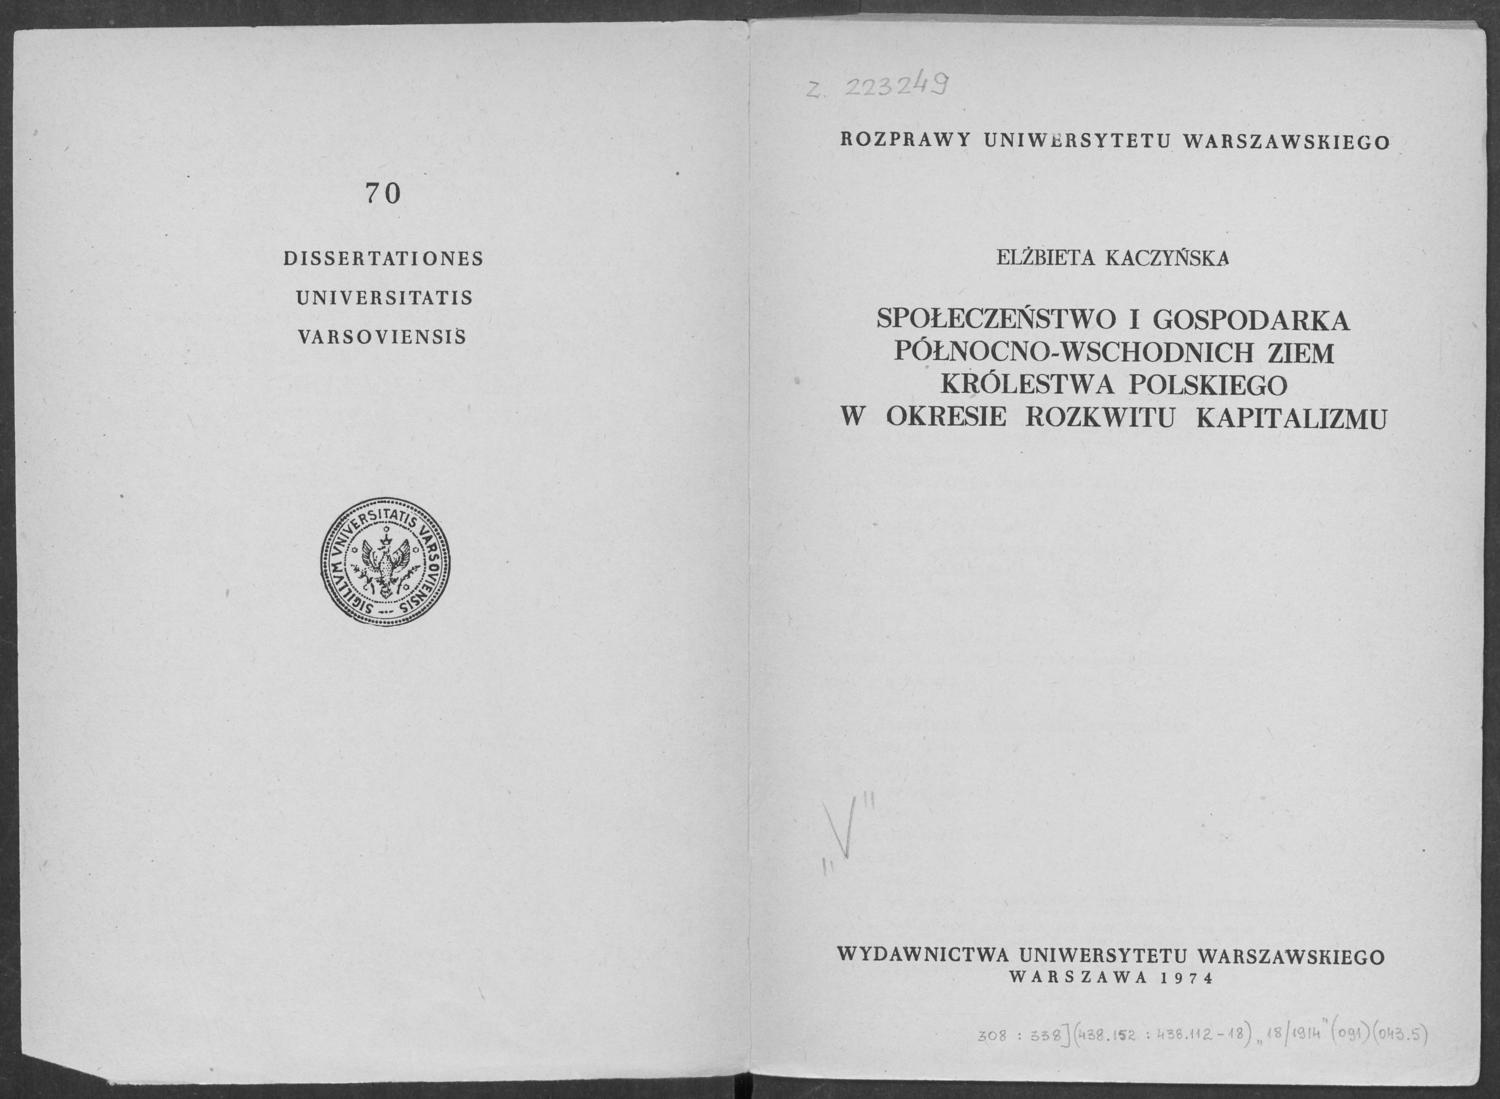 70
DISSERTATIONES
UNIVERSITATIS
VARSOVIENSIS
SIGILLVM VNIVERSITATIS VARSOVIENSIS
Z. 223249
ROZPRAWY UNIWERSYTETU WARSZAWSKIEGO
ELŻBIETA KACZYŃSKA
SPOŁECZEŃSTWO I GOSPODARKA
PÓŁNOCNO-WSCHODNICH ZIEM
KRÓLESTWA POLSKIEGO
W OKRESIE ROZKWITU KAPITALIZMU
„V"
WYDAWNICTWA UNIWERSYTETU WARSZAWSKIEGO
WARSZAWA 1974
308 : 338](438.152 : 438.112-18) „18/1914" (091)(043.5)